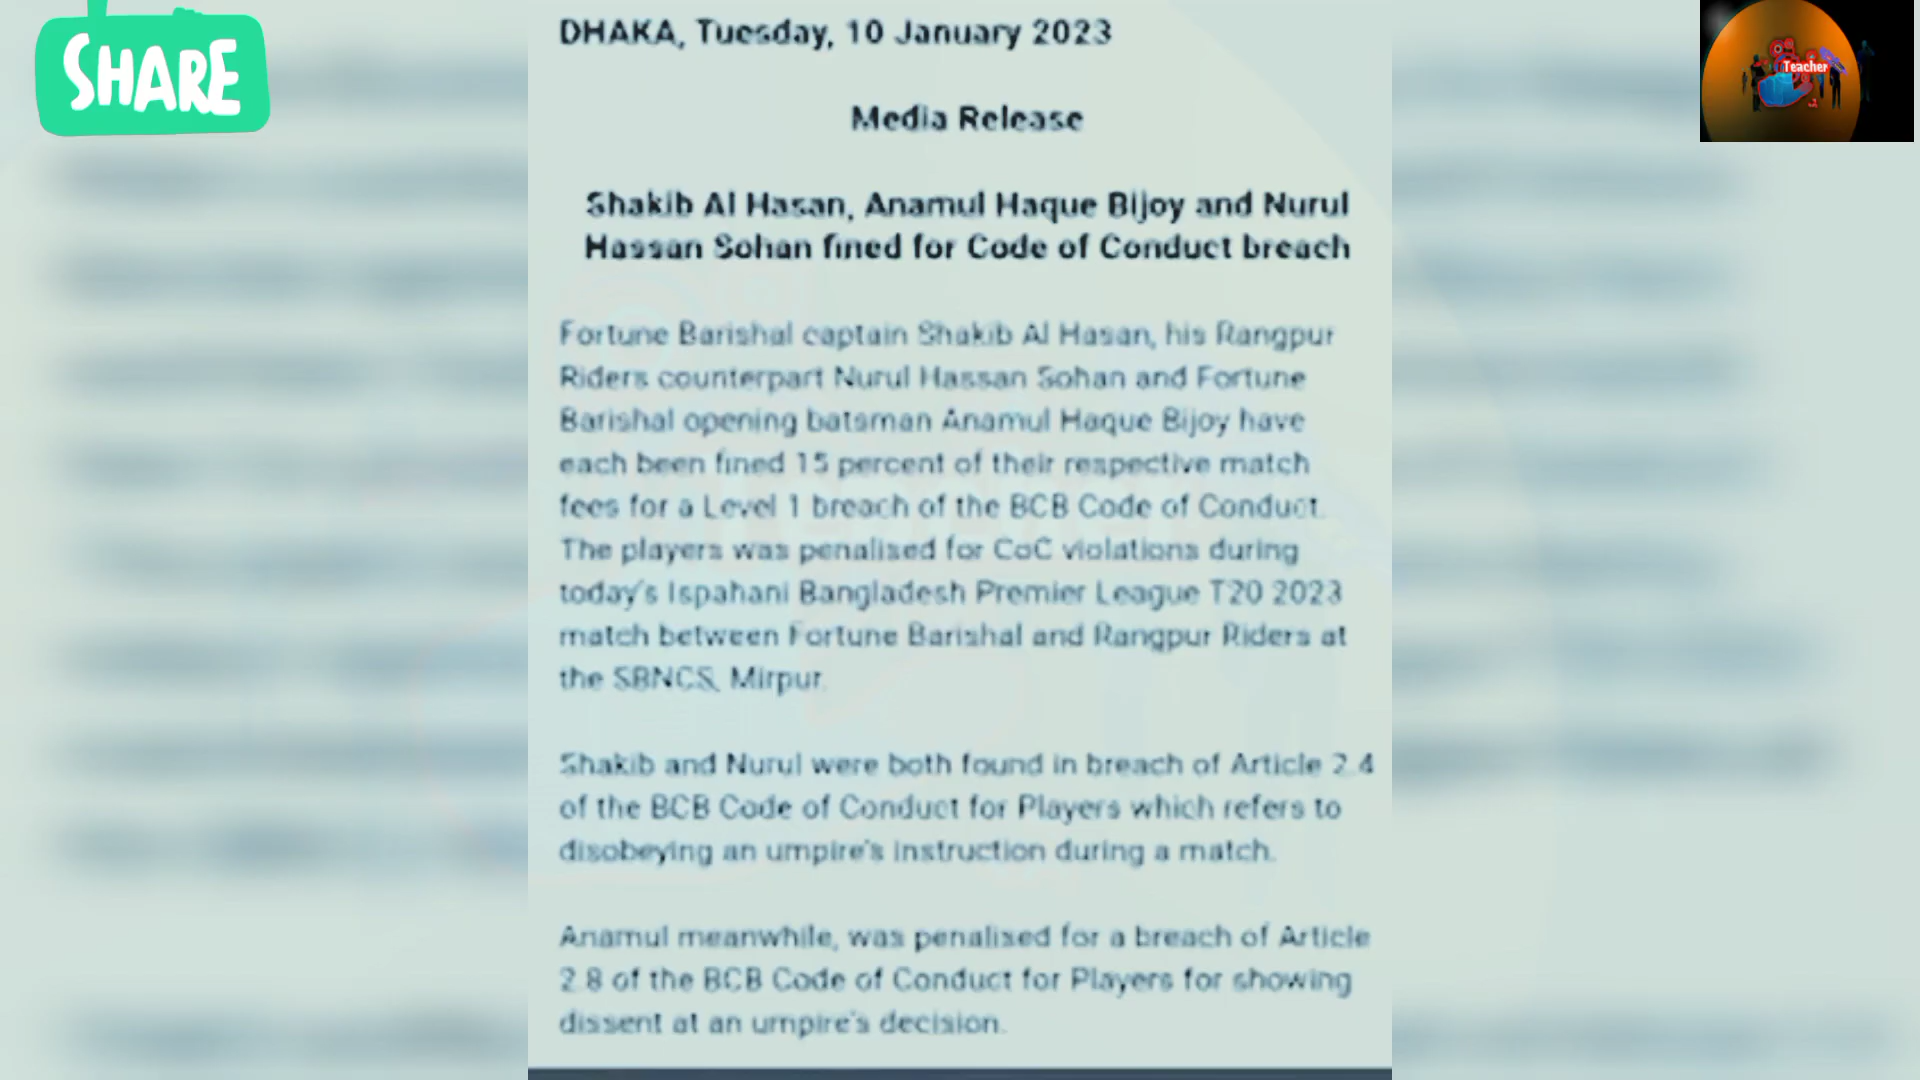 SHARE
Teacher
DHAKA, Tuesday, 10 January 2023
Media Release
Shakib Al Hasan, Anamul Haque Bijoy and Nurul
Hassan Sohan fined for Code of Conduct breach
Fortune Barishal captain Shakib Al Hasan, his Rangpur
Riders counterpart Nurul Hassan Sohan and Fortune
Barishal opening batsman Anamul Haque Bijoy have
each been fined 15 percent of their respective match
fees for a Level 1 breach of the BCB Code of Conduct.
The players was penalised for CoC violations during
today's Ispahani Bangladesh Premier League T20 2023
match between Fortune Barishal and Rangpur Riders at
the SBNCS, Mirpur.
Shakib and Nurul were both found in breach of Article 2.4
of the BCB Code of Conduct for Players which refers to
disobeying an umpire's instruction during a match.
Anamul meanwhile, was penalised for a breach of Article
2.8 of the BCB Code of Conduct for Players for showing
dissent at an umpire's decision.